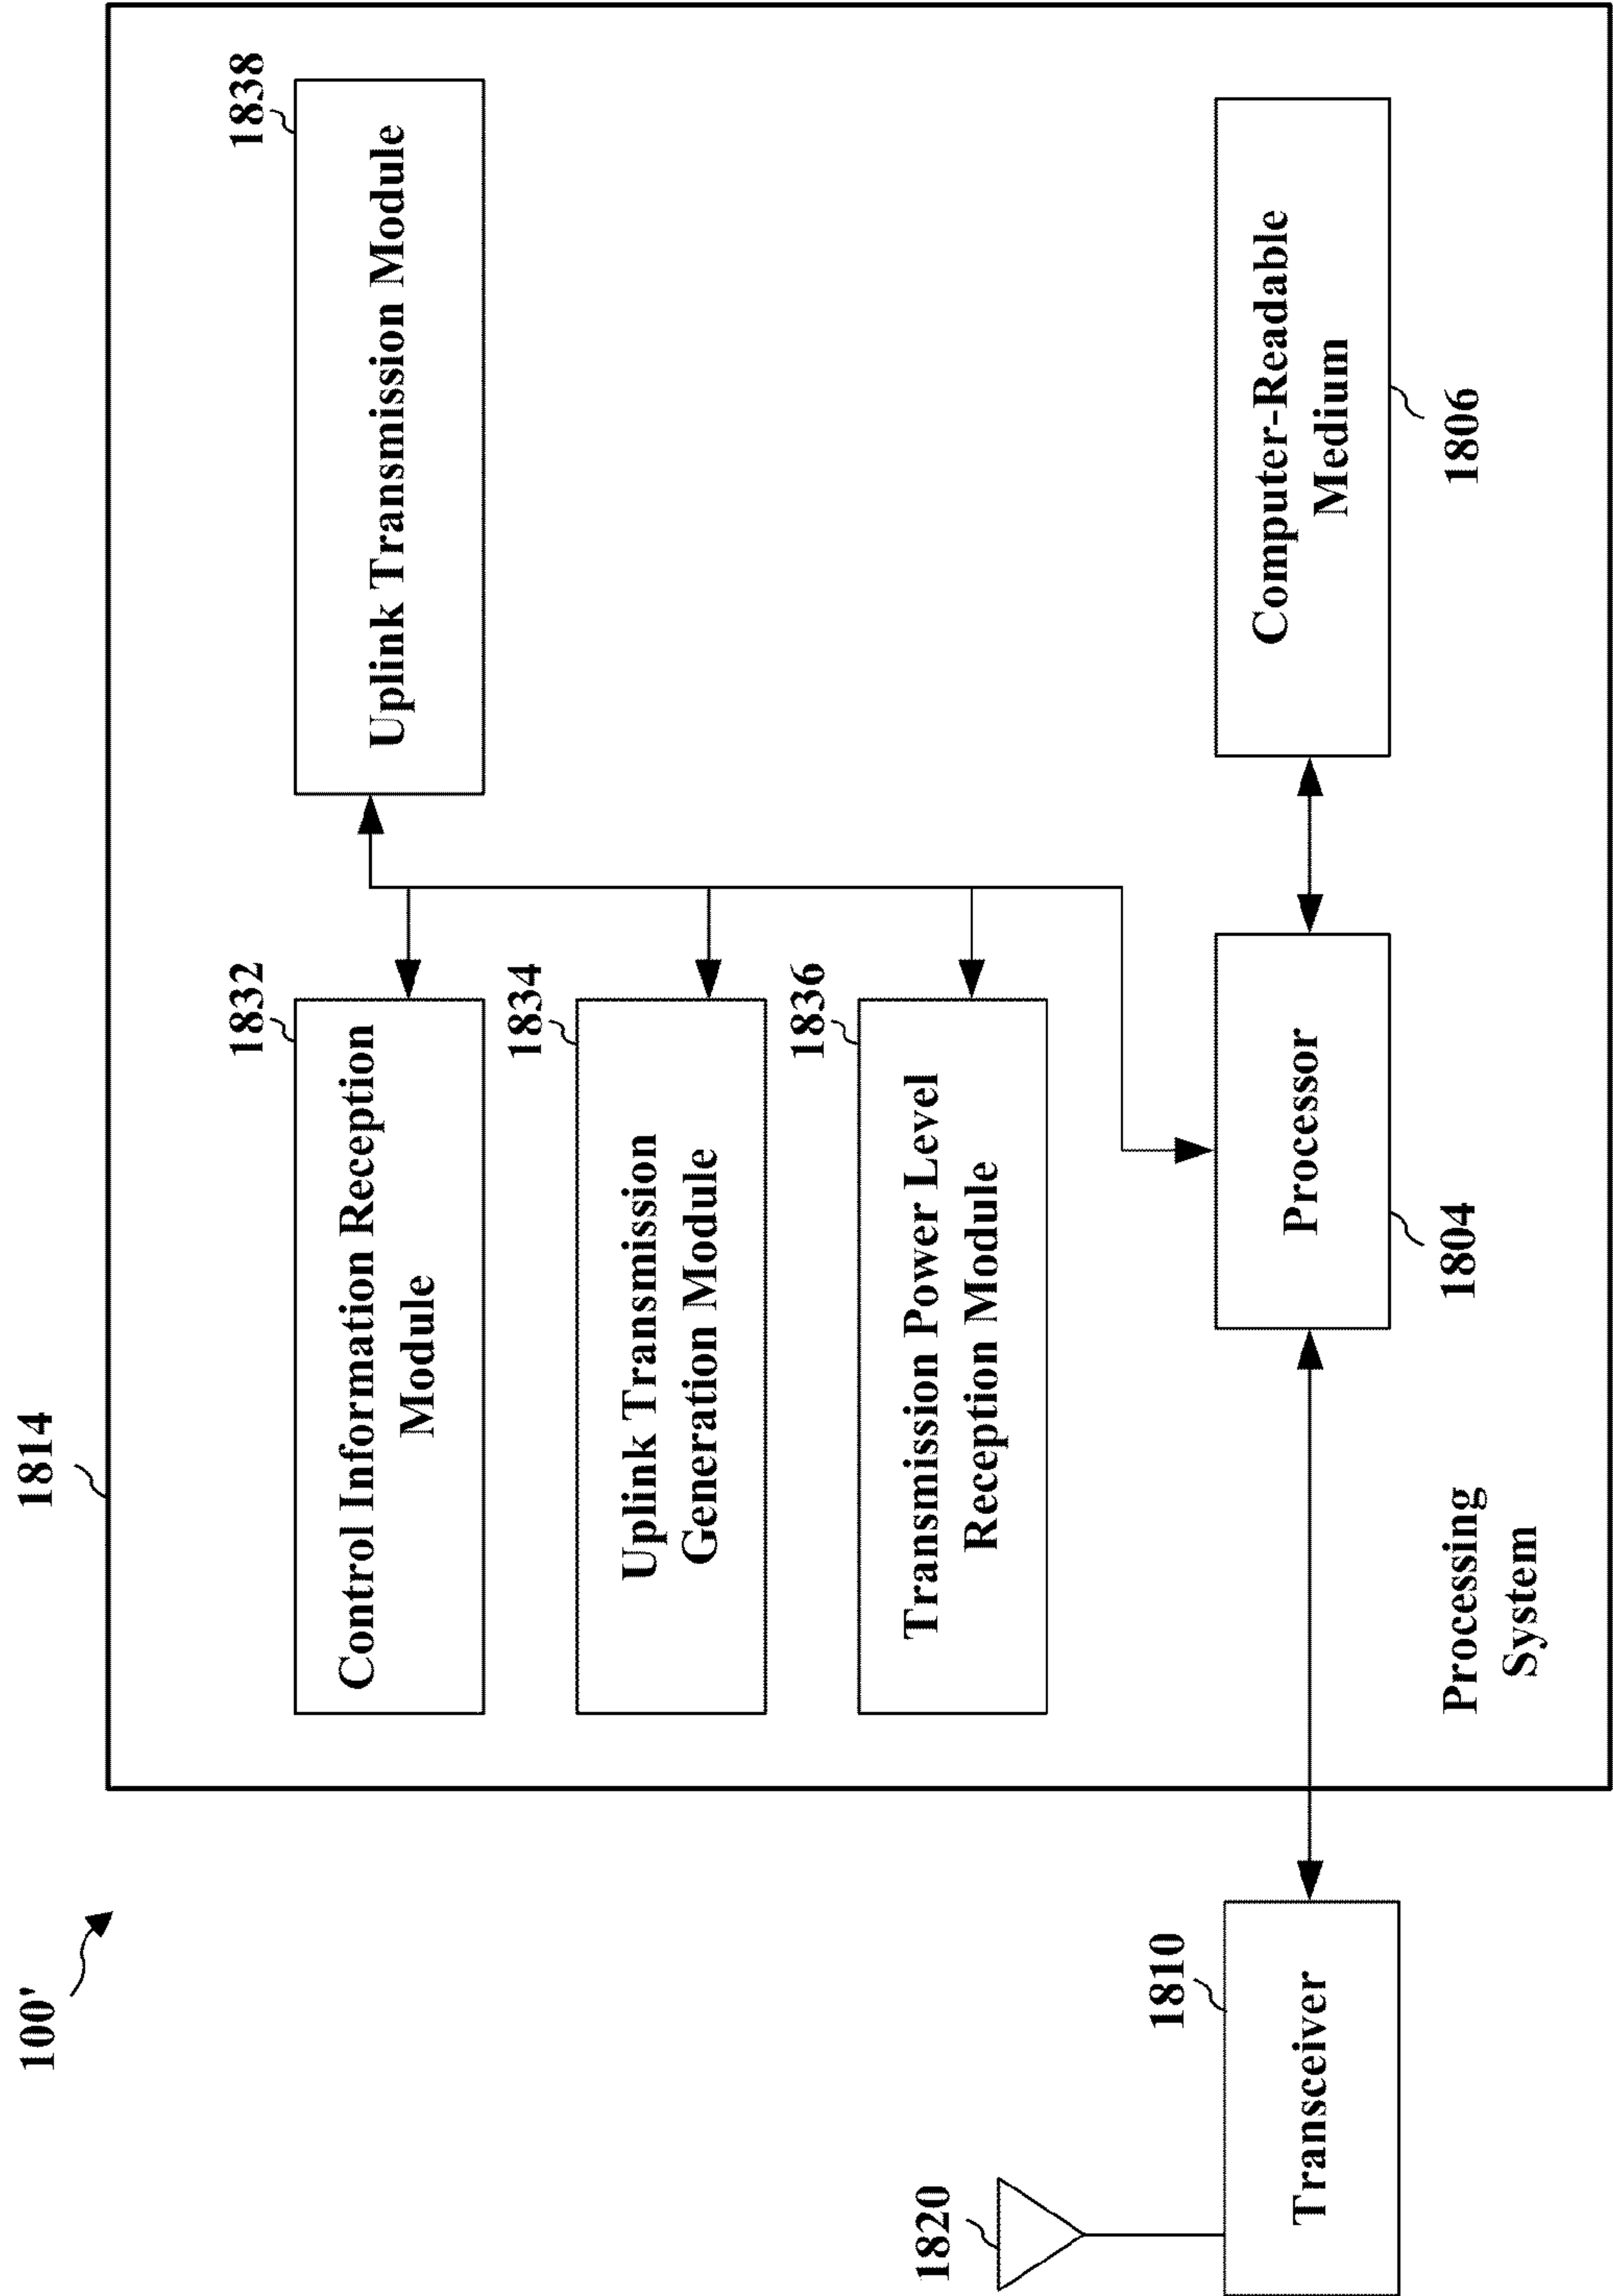 100'
1814
1832
Control Information Reception
Module
1838
Uplink Transmission Module
1834
Uplink Transmission
Generation Module
1836
Transmission Power Level
Reception Module
1820
1810
Transceiver
Processor
1804
Computer-Readable
Medium
1806
Processing
System